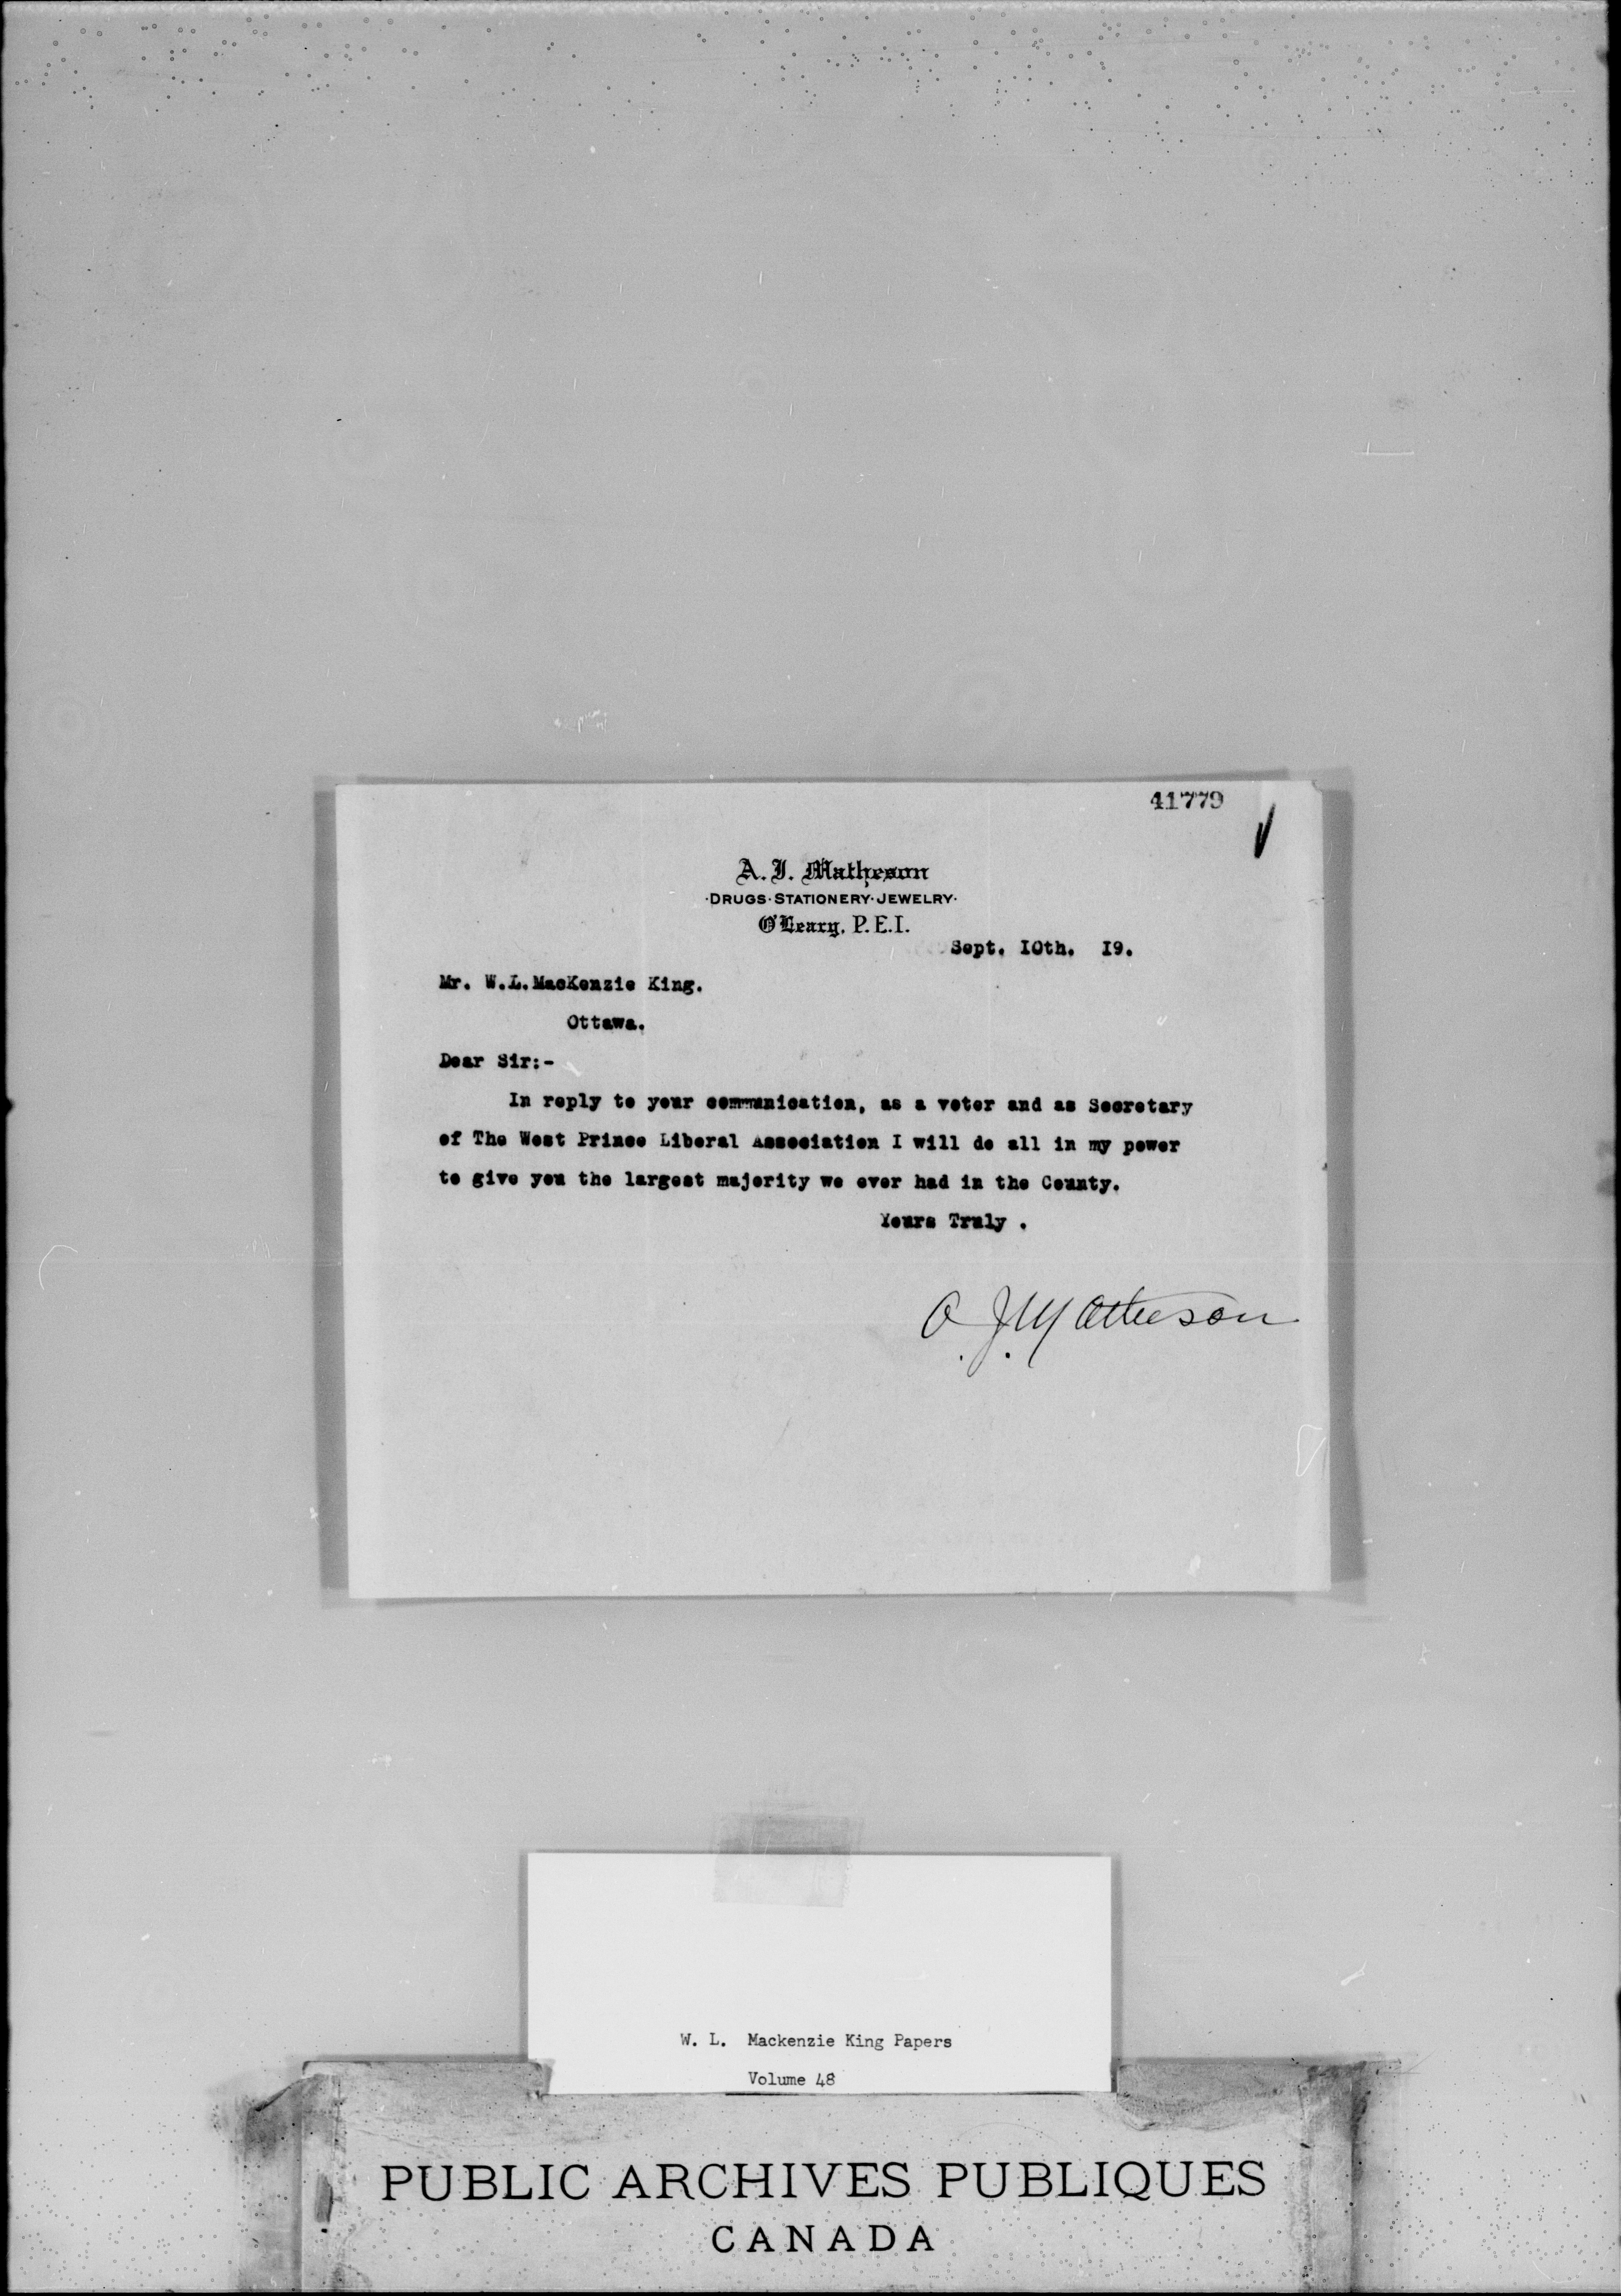 41779
A. J. Matheson
·DRUGS·STATIONERY·JEWELRY·
O'Leary, P.E.I.
Sept. 10th. 19.
Mr. W.L.MacKenzie King.
Ottawa.
Dear Sir:-
In reply to your communication, as a voter and as Secretary
of The West Prince Liberal Association I will do all in my power
to give you the largest majority we ever had in the County.
Yours Truly .
A. J. Matheson
W. L. Mackenzie King Papers
Volume 48
PUBLIC ARCHIVES PUBLIQUES
CANADA